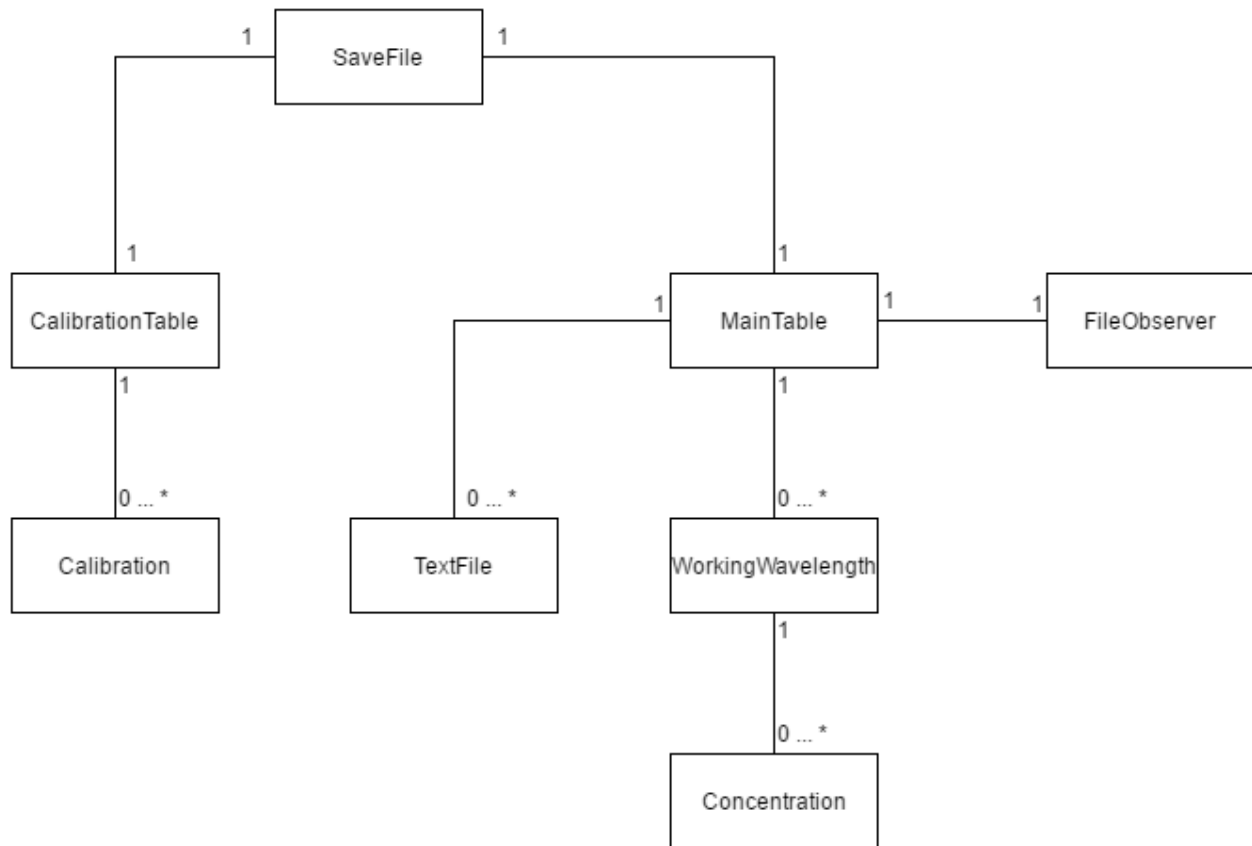 1
SaveFile
1
1
CalibrationTable
1
1
1
MainTable
1
1
FileObserver
1
0 ... *
Calibration
0 ... *
TextFile
0 ... *
WorkingWavelength
1
0 ... *
Concentration